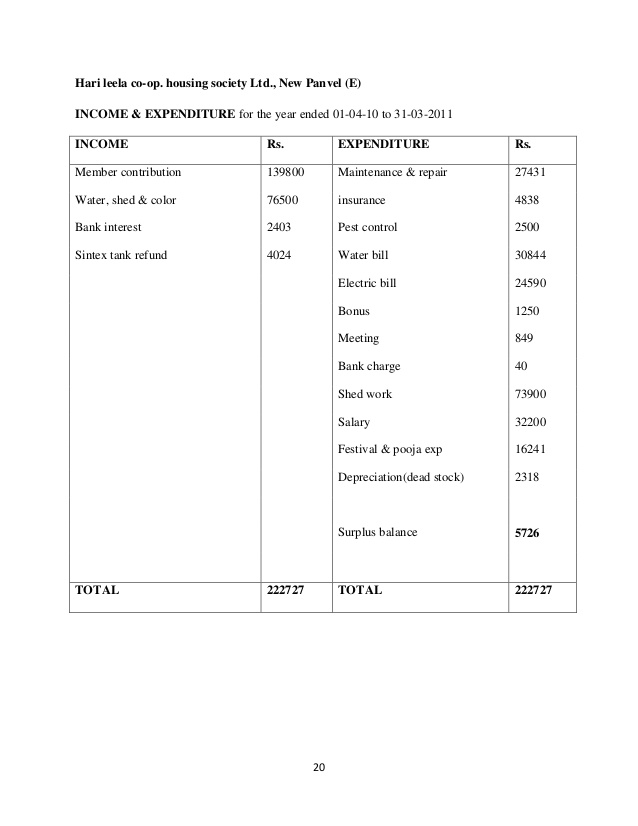 Hari leela co-op. housing society Ltd., New Panvel (E)
INCOME & EXPENDITURE for the year ended 01-04-10 to 31-03-2011
INCOME Rs. EXPENDITURE Rs.
Member contribution 139800 Maintenance & repair 27431
Water, shed & color 76500 insurance 4838
Bank interest 2403 Pest control 2500
Sintex tank refund 4024 Water bill 30844
Electric bill 24590
Bonus 1250
Meeting 849
Bank charge 40
Shed work 73900
Salary 32200
Festival & pooja exp 16241
Depreciation(dead stock) 2318
Surplus balance 5726
TOTAL 222727 TOTAL 222727
20